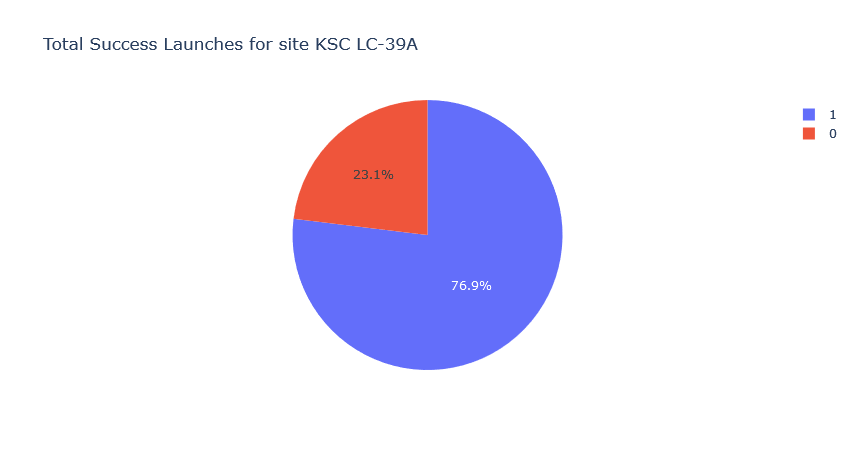 Total Success Launches for site KSC LC-39A
1
0
23.1%
76.9%